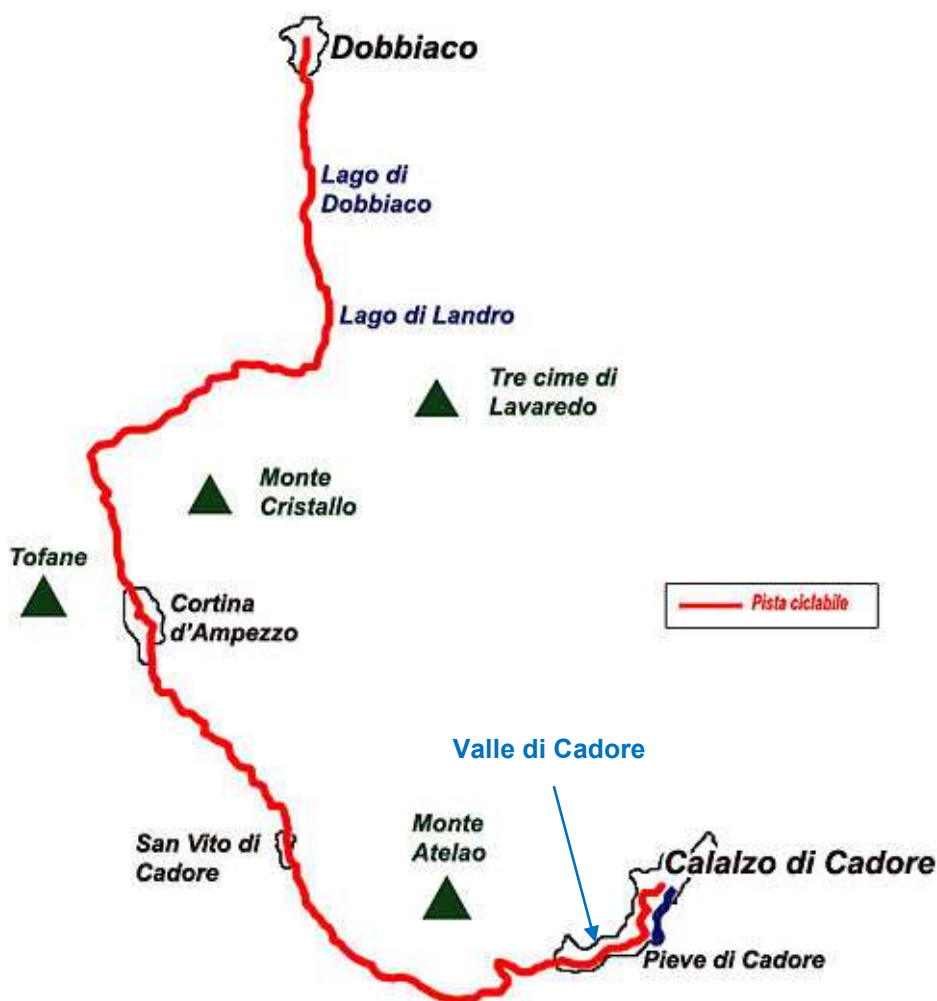 Dobbiaco
Lago di
Dobbiaco
Lago di Landro
Tre cime di
Lavaredo
Monte
Cristallo
Tofane
Cortina
d'Ampezzo
Pista ciclabile
Valle di Cadore
San Vito di
Cadore
Monte
Atelao
Calalzo di Cadore
Pieve di Cadore